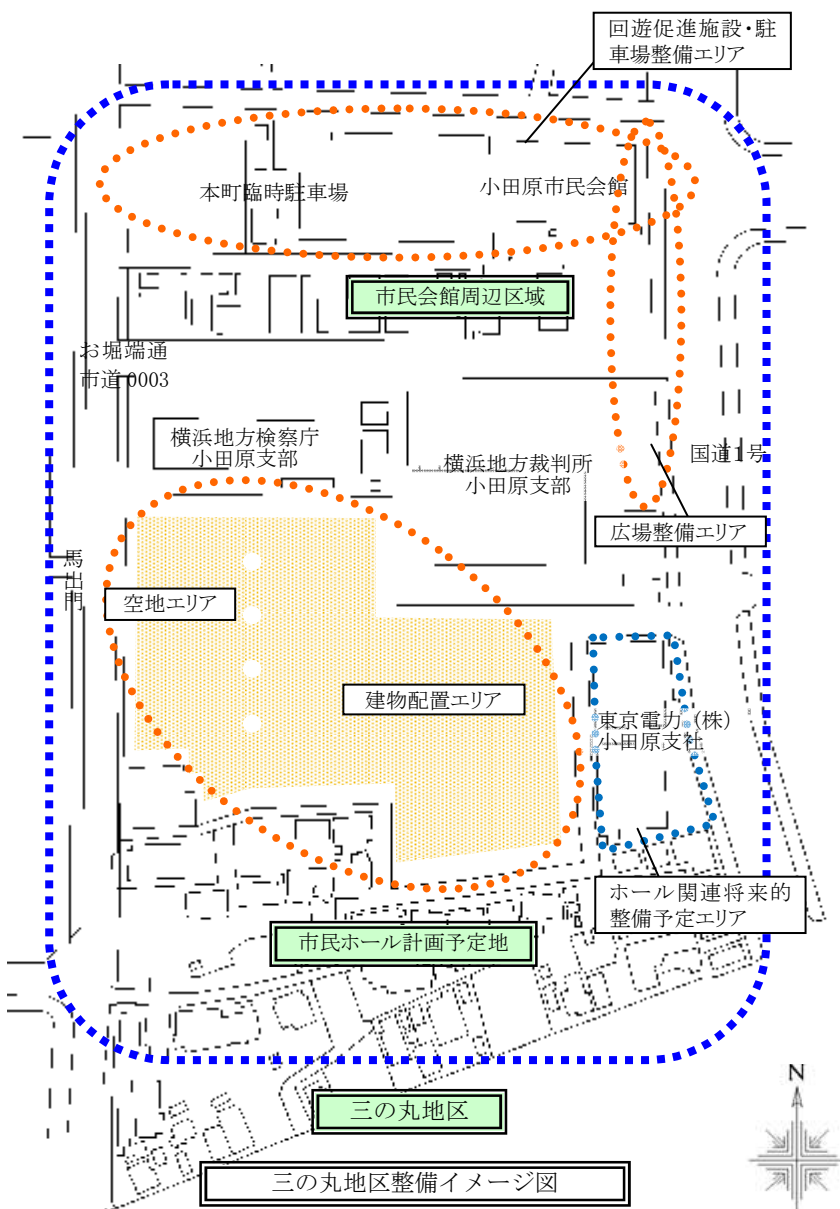 回遊促進施設・駐
車場整備エリア
本町臨時駐車場
小田原市民会館
市民会館周辺区域
お堀端通
市道 0003
横浜地方検察庁
小田原支部
横浜地方裁判所
小田原支部
国道1号
広場整備エリア
馬出門
空地エリア
建物配置エリア
東京電力（株）
小田原支社
ホール関連将来的
整備予定エリア
市民ホール計画予定地
三の丸地区
N
三の丸地区整備イメージ図